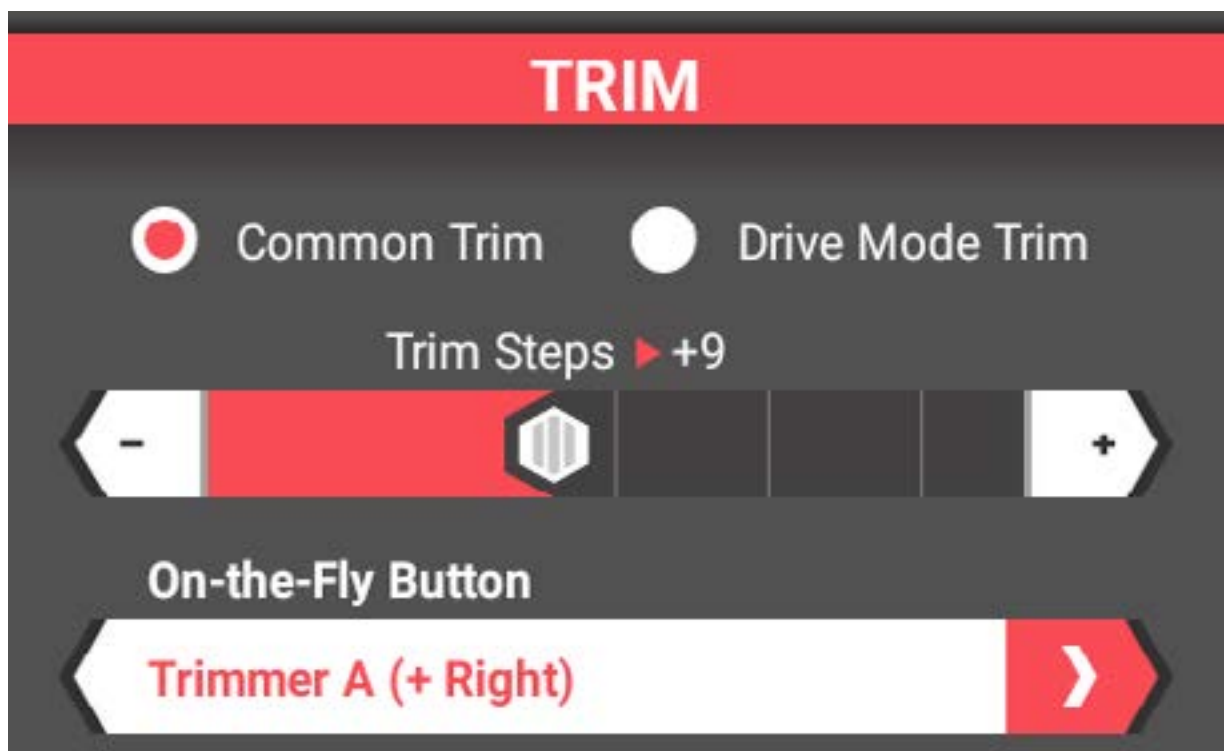 TRIM
Common Trim Drive Mode Trim
Trim Steps ▶ +9
- +
On-the-Fly Button
Trimmer A (+ Right)